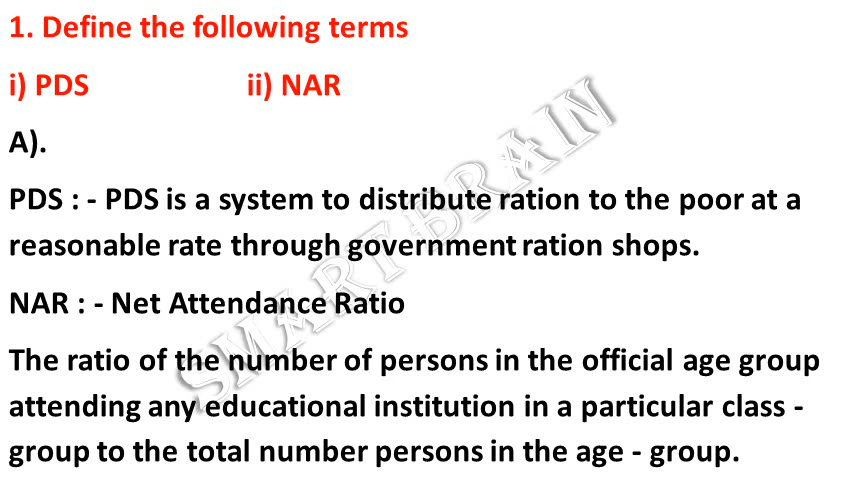 1. Define the following terms
i) PDS ii) NAR
A).
PDS : - PDS is a system to distribute ration to the poor at a
reasonable rate through government ration shops.
NAR : - Net Attendance Ratio
The ratio of the number of persons in the official age group
attending any educational institution in a particular class -
group to the total number persons in the age - group.
SMART BRAIN